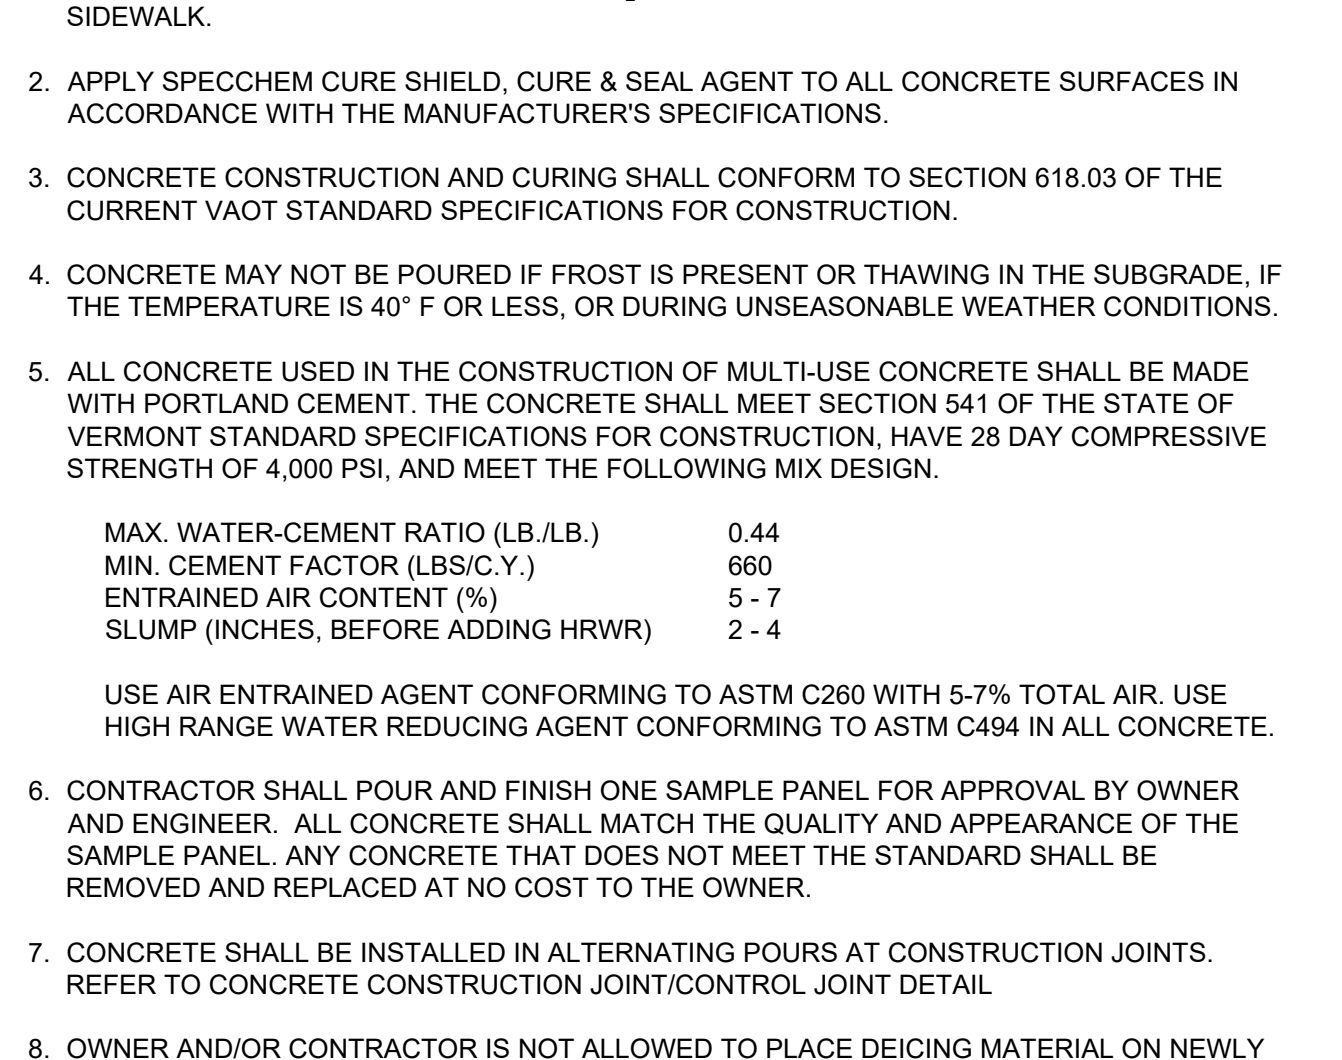 SIDEWALK.
2. APPLY SPECCHEM CURE SHIELD, CURE & SEAL AGENT TO ALL CONCRETE SURFACES IN
ACCORDANCE WITH THE MANUFACTURER'S SPECIFICATIONS.
3. CONCRETE CONSTRUCTION AND CURING SHALL CONFORM TO SECTION 618.03 OF THE
CURRENT VAOT STANDARD SPECIFICATIONS FOR CONSTRUCTION.
4. CONCRETE MAY NOT BE POURED IF FROST IS PRESENT OR THAWING IN THE SUBGRADE, IF
THE TEMPERATURE IS 40° F OR LESS, OR DURING UNSEASONABLE WEATHER CONDITIONS.
5. ALL CONCRETE USED IN THE CONSTRUCTION OF MULTI-USE CONCRETE SHALL BE MADE
WITH PORTLAND CEMENT. THE CONCRETE SHALL MEET SECTION 541 OF THE STATE OF
VERMONT STANDARD SPECIFICATIONS FOR CONSTRUCTION, HAVE 28 DAY COMPRESSIVE
STRENGTH OF 4,000 PSI, AND MEET THE FOLLOWING MIX DESIGN.
MAX. WATER-CEMENT RATIO (LB./LB.) 0.44
MIN. CEMENT FACTOR (LBS/C.Y.) 660
ENTRAINED AIR CONTENT (%) 5 - 7
SLUMP (INCHES, BEFORE ADDING HRWR) 2 - 4
USE AIR ENTRAINED AGENT CONFORMING TO ASTM C260 WITH 5-7% TOTAL AIR. USE
HIGH RANGE WATER REDUCING AGENT CONFORMING TO ASTM C494 IN ALL CONCRETE.
6. CONTRACTOR SHALL POUR AND FINISH ONE SAMPLE PANEL FOR APPROVAL BY OWNER
AND ENGINEER.  ALL CONCRETE SHALL MATCH THE QUALITY AND APPEARANCE OF THE
SAMPLE PANEL. ANY CONCRETE THAT DOES NOT MEET THE STANDARD SHALL BE
REMOVED AND REPLACED AT NO COST TO THE OWNER.
7. CONCRETE SHALL BE INSTALLED IN ALTERNATING POURS AT CONSTRUCTION JOINTS.
REFER TO CONCRETE CONSTRUCTION JOINT/CONTROL JOINT DETAIL
8. OWNER AND/OR CONTRACTOR IS NOT ALLOWED TO PLACE DEICING MATERIAL ON NEWLY